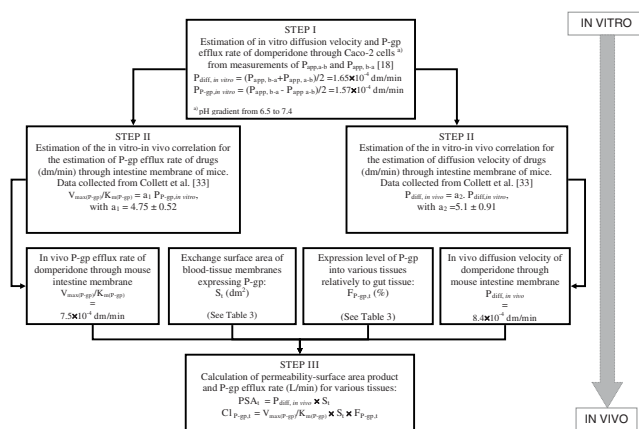 STEP I
Estimation of in vitro diffusion velocity and P-gp
efflux rate of domperidone through Caco-2 cells a)
from measurements of Papp,a-b and Papp, b-a [18]
Pdiff, in vitro = (Papp, b-a+Papp, a-b)/2 =1.65×10-4 dm/min
PP-gp,in vitro = (Papp, b-a - Papp a-b)/2 =1.57×10-4 dm/min
a) pH gradient from 6.5 to 7.4
IN VITRO
STEP II
Estimation of the in vitro-in vivo correlation for
the estimation of P-gp efflux rate of drugs
(dm/min) through intestine membrane of mice.
Data collected from Collett et al. [33]
Vmax(P-gp)/Km(P-gp) = a1 PP-gp,in vitro,
with a1 = 4.75 ± 0.52
STEP II
Estimation of the in vitro-in vivo correlation for
the estimation of diffusion velocity of drugs
(dm/min) through intestine membrane of mice.
Data collected from Collett et al. [33]
Pdiff, in vivo = a2. Pdiff,in vitro,
with a2=5.1 ± 0.91
In vivo P-gp efflux rate of
domperidone through mouse
intestine membrane
Vmax(P-gp)/Km(P-gp)
=
7.5×10-4 dm/min
Exchange surface area of
blood-tissue membranes
expressing P-gp:
St (dm2)
(See Table 3)
Expression level of P-gp
into various tissues
relatively to gut tissue:
FP-gp,t (%)
(See Table 3)
In vivo diffusion velocity of
domperidone through
mouse intestine membrane
Pdiff, in vivo
=
8.4×10-4 dm/min
STEP III
Calculation of permeability-surface area product
and P-gp efflux rate (L/min) for various tissues:
PSAt = Pdiff, in vivo × St
ClP-gp,t = Vmax(P-gp)/Km(P-gp) × St × FP-gp,t
IN VIVO